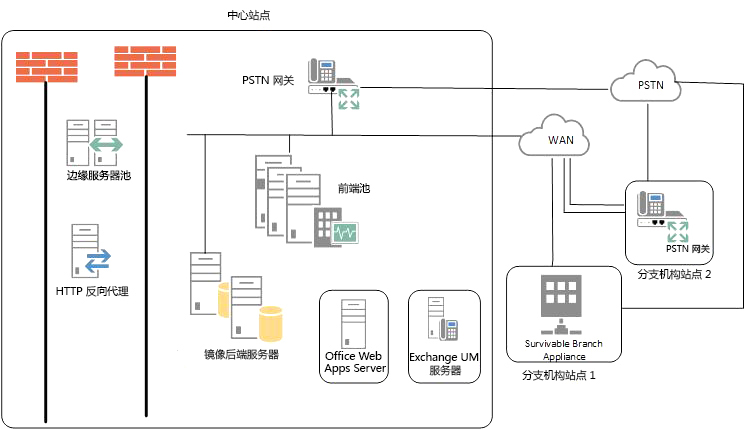 中心站点
PSTN 网关
PSTN
WAN
边缘服务器池
前端池
PSTN 网关
分支机构站点 2
HTTP 反向代理
镜像后端服务器
Office Web
Apps Server
Exchange UM
服务器
Survivable Branch
Appliance
分支机构站点 1